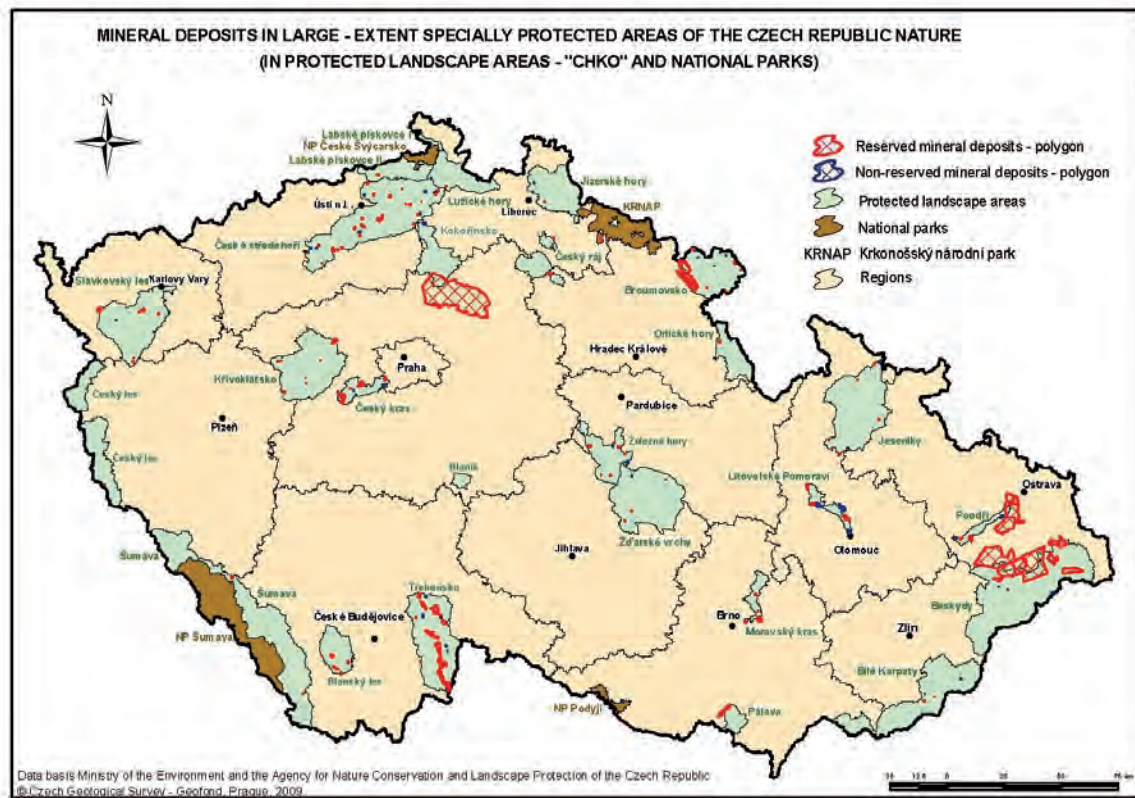 MINERAL DEPOSITS IN LARGE - EXTENT SPECIALLY PROTECTED AREAS OF THE CZECH REPUBLIC NATURE
(IN PROTECTED LANDSCAPE AREAS - "CHKO" AND NATIONAL PARKS)
N
Reserved mineral deposits - polygon
Non-reserved mineral deposits - polygon
Protected landscape areas
National parks
KRNAP Krkonošský národní park
Regions
Labské pískovce I
NP České Švýcarsko
Labské pískovce II
Lužické hory
Jizerské hory
Ústí n L.
Liberec
KRNAP
Kokořínsko
České středohoří
Český ráj
Slavkovský les
Karlovy Vary
Broumovsko
Orlické hory
Hradec Králové
Praha
Křivoklátsko
Český kras
Český les
Pardubice
Plzeň
Železné hory
Jeseníky
Český les
Blaník
Litovelské Pomoraví
Ostrava
Poodří
Žďárské vrchy
Olomouc
Jihlava
Šumava
Šumava
Třeboňsko
Beskydy
České Budějovice
Brno
Zlín
Moravský kras
NP Šumava
Blanský les
Bílé Karpaty
NP Podyjí
Pálava
Data basis Ministry of the Environment and the Agency for Nature Conservation and Landscape Protection of the Czech Republic
© Czech Geological Survey - Geofond, Prague, 2009